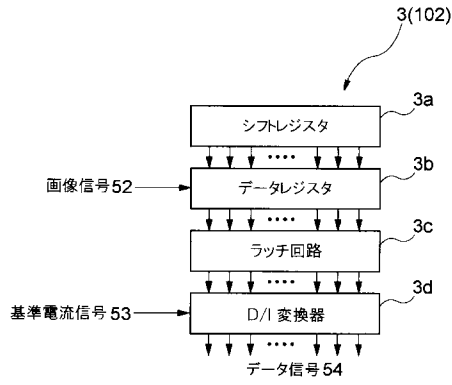 3(102)
3a
シフトレジスタ
3b
画像信号52
データレジスタ
3c
ラッチ回路
3d
基準電流信号53
D/I 変換器
データ信号54